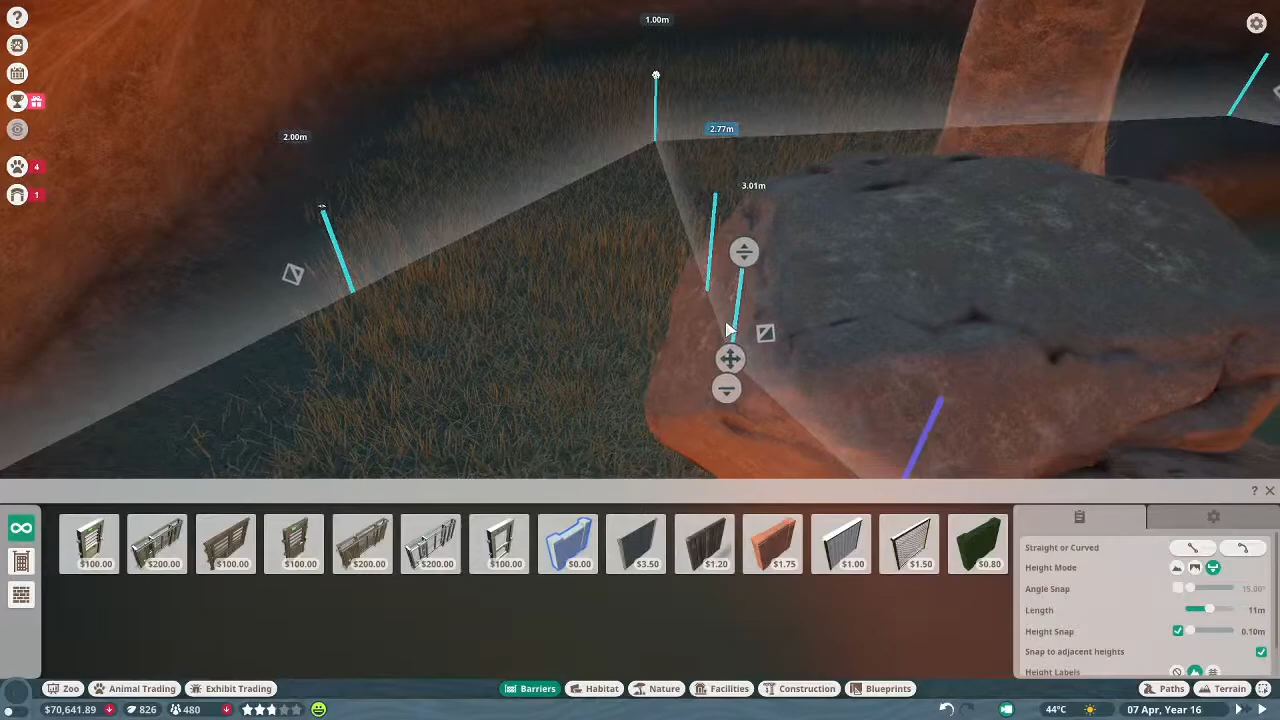 1.00m
2.77m
2.00m
3.01m
4
1
$100.00 $200.00 $100.00 $100.00 $200.00 $200.00 $100.00 $0.00 $3.50 $1.20 $1.75 $1.00 $1.50 $0.80
Straight or Curved
Height Mode
Angle Snap 15.00°
Length 11m
Height Snap 0.10m
Snap to adjacent heights
Height Labels
Zoo Animal Trading Exhibit Trading Barriers Habitat Nature Facilities Construction Blueprints Paths Terrain
$70,641.89 826 480 44°C 07 Apr, Year 16